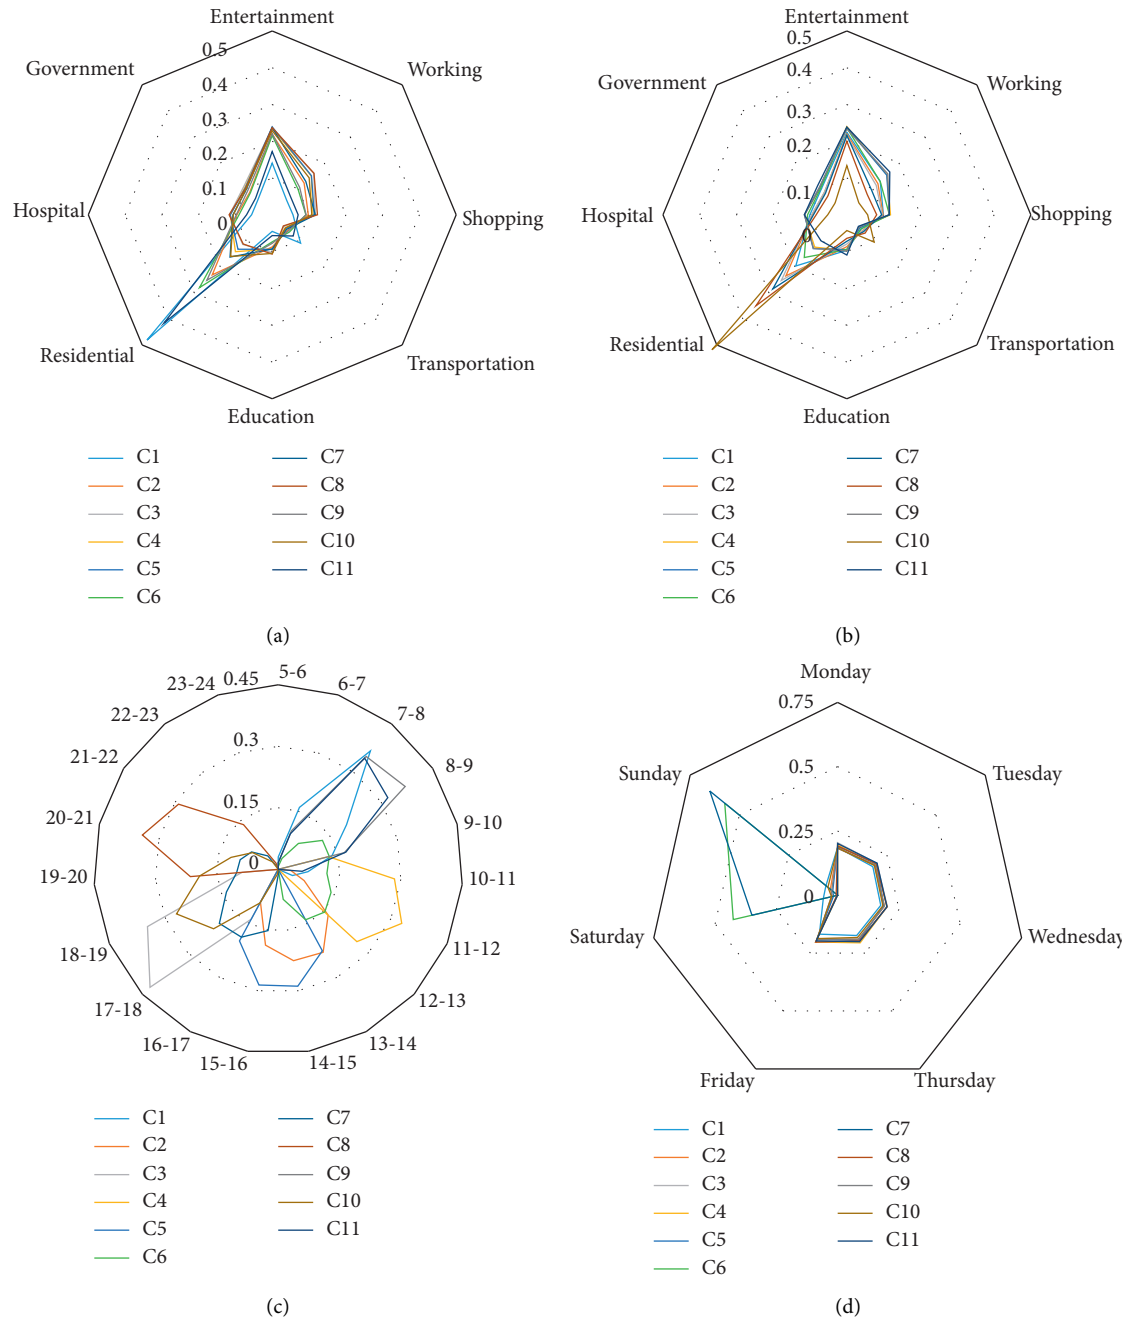 Entertainment
Working
Shopping
Transportation
Education
Residential
Hospital
Government
0.5
0.4
0.3
0.2
0.1
0
C1
C2
C3
C4
C5
C6
C7
C8
C9
C10
C11
(a)
Entertainment
Working
Shopping
Transportation
Education
Residential
Hospital
Government
0.5
0.4
0.3
0.2
0.1
0
C1
C2
C3
C4
C5
C6
C7
C8
C9
C10
C11
(b)
5-6
6-7
7-8
8-9
9-10
10-11
11-12
12-13
13-14
14-15
15-16
16-17
17-18
18-19
19-20
20-21
21-22
22-23
23-24
0.45
0.3
0.15
0
C1
C2
C3
C4
C5
C6
C7
C8
C9
C10
C11
(c)
Monday
Tuesday
Wednesday
Thursday
Friday
Saturday
Sunday
0.75
0.5
0.25
0
C1
C2
C3
C4
C5
C6
C7
C8
C9
C10
C11
(d)